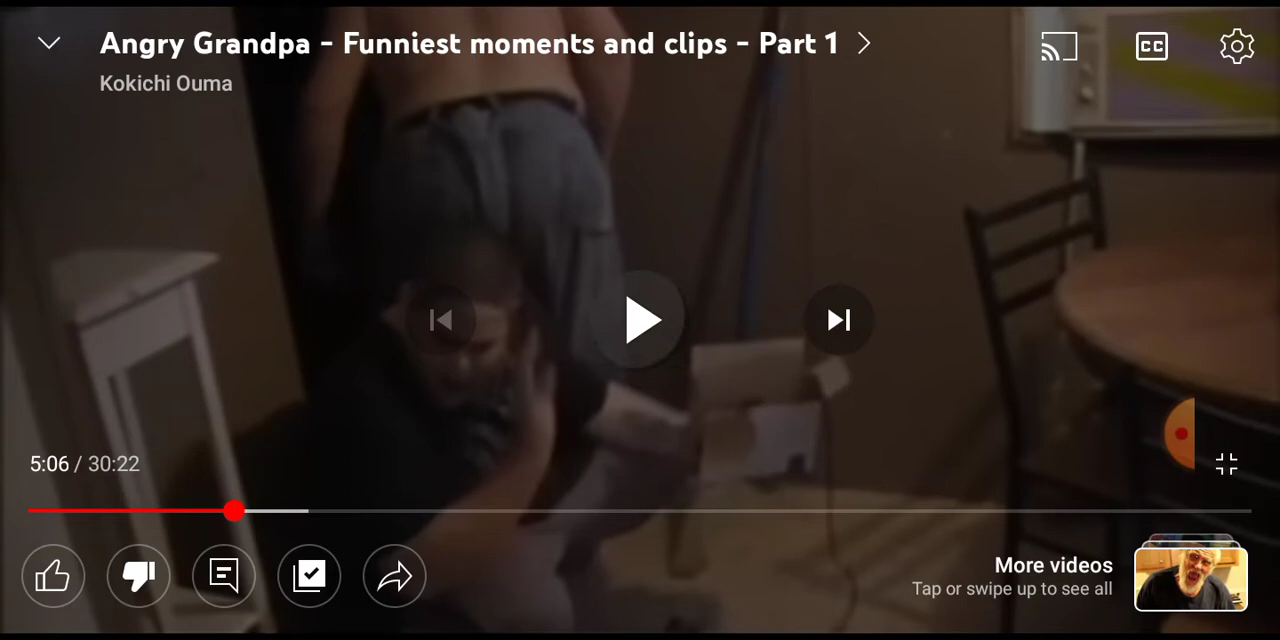 Angry Grandpa - Funniest moments and clips - Part 1
Kokichi Ouma
CC
5:06 / 30:22
More videos
Tap or swipe up to see all